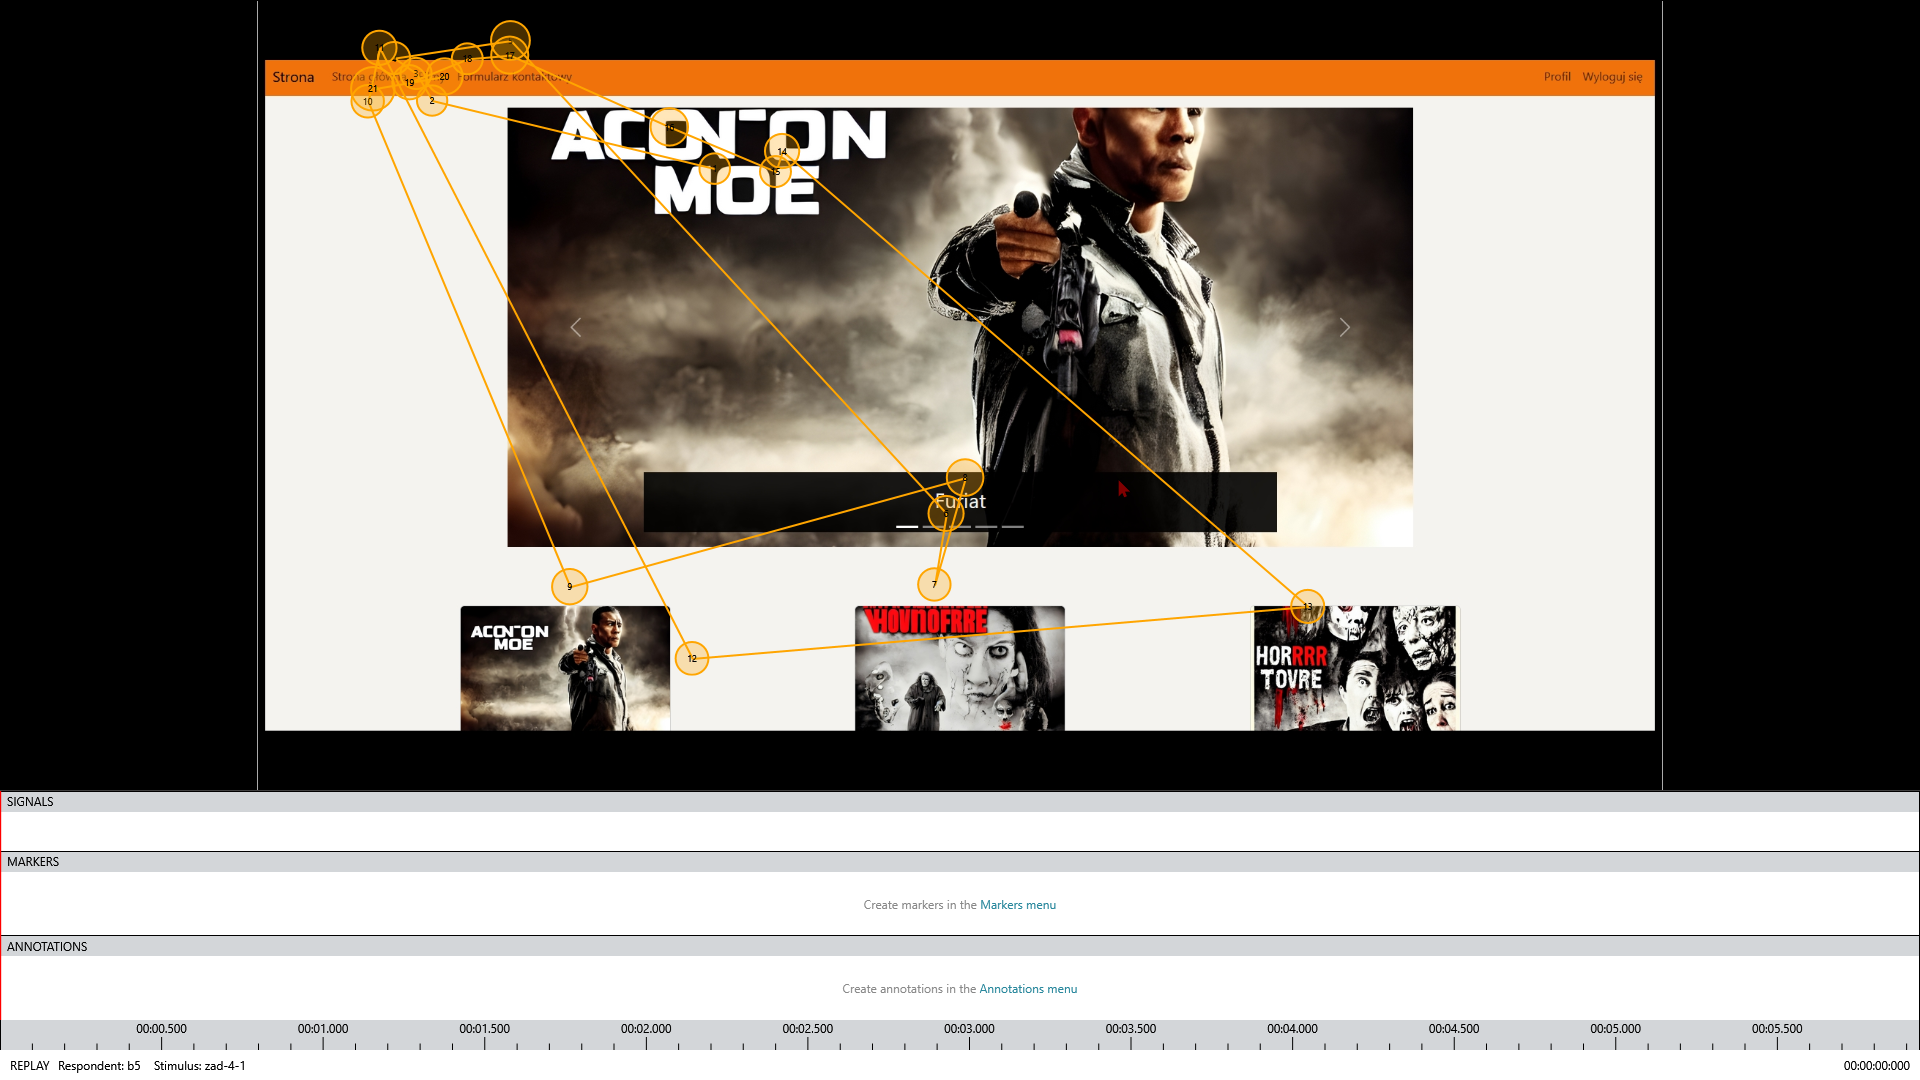 Strona Strona główna Formularz kontaktowy Profil Wyloguj się
ACON-ON
MOE
Furiat
ACON-ON
MOE
HOVITOFRRE
HORRRR
TOVRE
11
17
18
20
19
21
10
2
14
15
7
9
12
13
SIGNALS
MARKERS
Create markers in the Markers menu
ANNOTATIONS
Create annotations in the Annotations menu
00:00.500 00:01.000 00:01.500 00:02.000 00:02.500 00:03.000 00:03.500 00:04.000 00:04.500 00:05.000 00:05.500
REPLAY Respondent: b5 Stimulus: zad-4-1 00:00:00:000